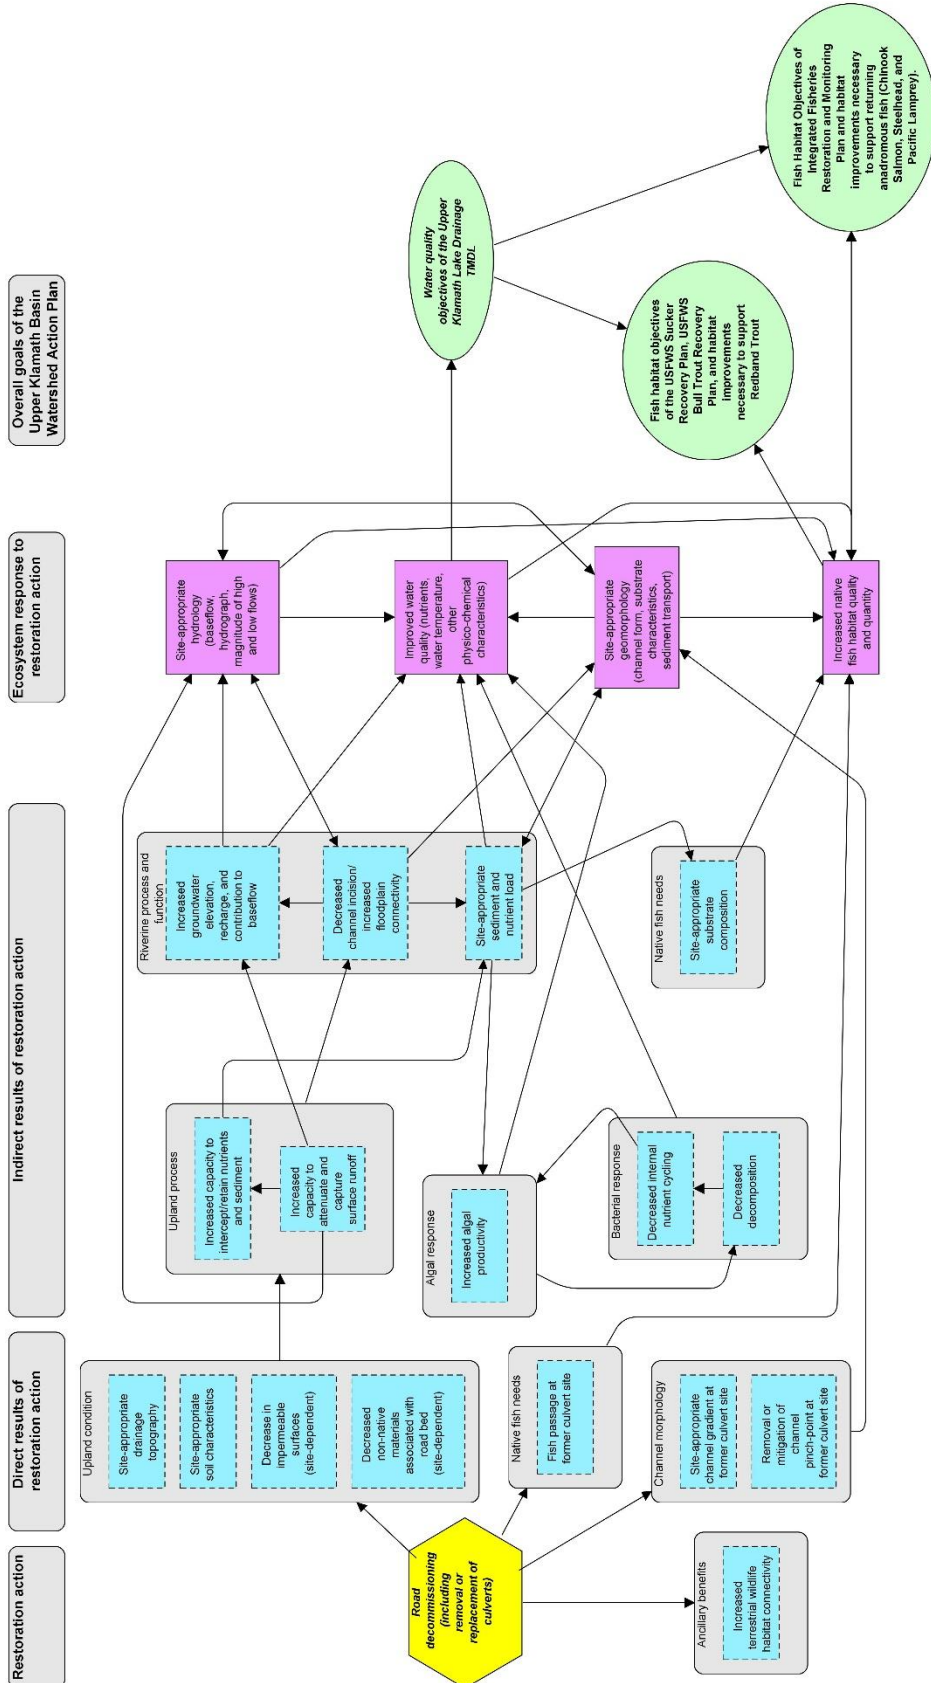 Restoration action
Direct results of
restoration action
Indirect results of restoration action
Ecosystem response to
restoration action
Overall goals of the
Upper Klamath Basin
Watershed Action Plan
Road
decommissioning
(including
removal or
replacement of
culverts)
Upland condition
Site-appropriate
drainage
topography
Site-appropriate
soil characteristics
Decrease in
impermeable
surfaces
(site-dependent)
Decreased
non-native
materials
associated with
road bed
(site-dependent)
Native fish needs
Fish passage at
former culvert site
Channel morphology
Site-appropriate
channel gradient at
former culvert site
Removal or
mitigation of
channel
pinch-point at
former culvert site
Ancillary benefits
Increased
terrestrial wildlife
habitat connectivity
Upland process
Increased capacity to
intercept/retain nutrients
and sediment
Increased
capacity to
attenuate and
capture
surface runoff
Algal response
Increased algal
productivity
Bacterial response
Decreased internal
nutrient cycling
Decreased
decomposition
Riverine process and
function
Increased
groundwater
elevation,
recharge, and
contribution to
baseflow
Decreased
channel incision/
increased
floodplain
connectivity
Site-appropriate
sediment and
nutrient load
Native fish needs
Site-appropriate
substrate
composition
Site-appropriate
hydrology
(baseflow,
hydrograph,
magnitude of high
and low flows)
Improved water
quality (nutrients,
water temperature,
other
physico-chemical
characteristics)
Site-appropriate
geomorphology
(channel form, substrate
characteristics,
sediment transport)
Increased native
fish habitat quality
and quantity
Water quality
objectives of the Upper
Klamath Lake Drainage
TMDL
Fish habitat objectives
of the USFWS Sucker
Recovery Plan, USFWS
Bull Trout Recovery
Plan, and habitat
improvements
necessary to support
Redband Trout
Fish Habitat Objectives of
Integrated Fisheries
Restoration and Monitoring
Plan and habitat
improvements necessary
to support returning
anadromous fish (Chinook
Salmon, Steelhead, and
Pacific Lamprey).